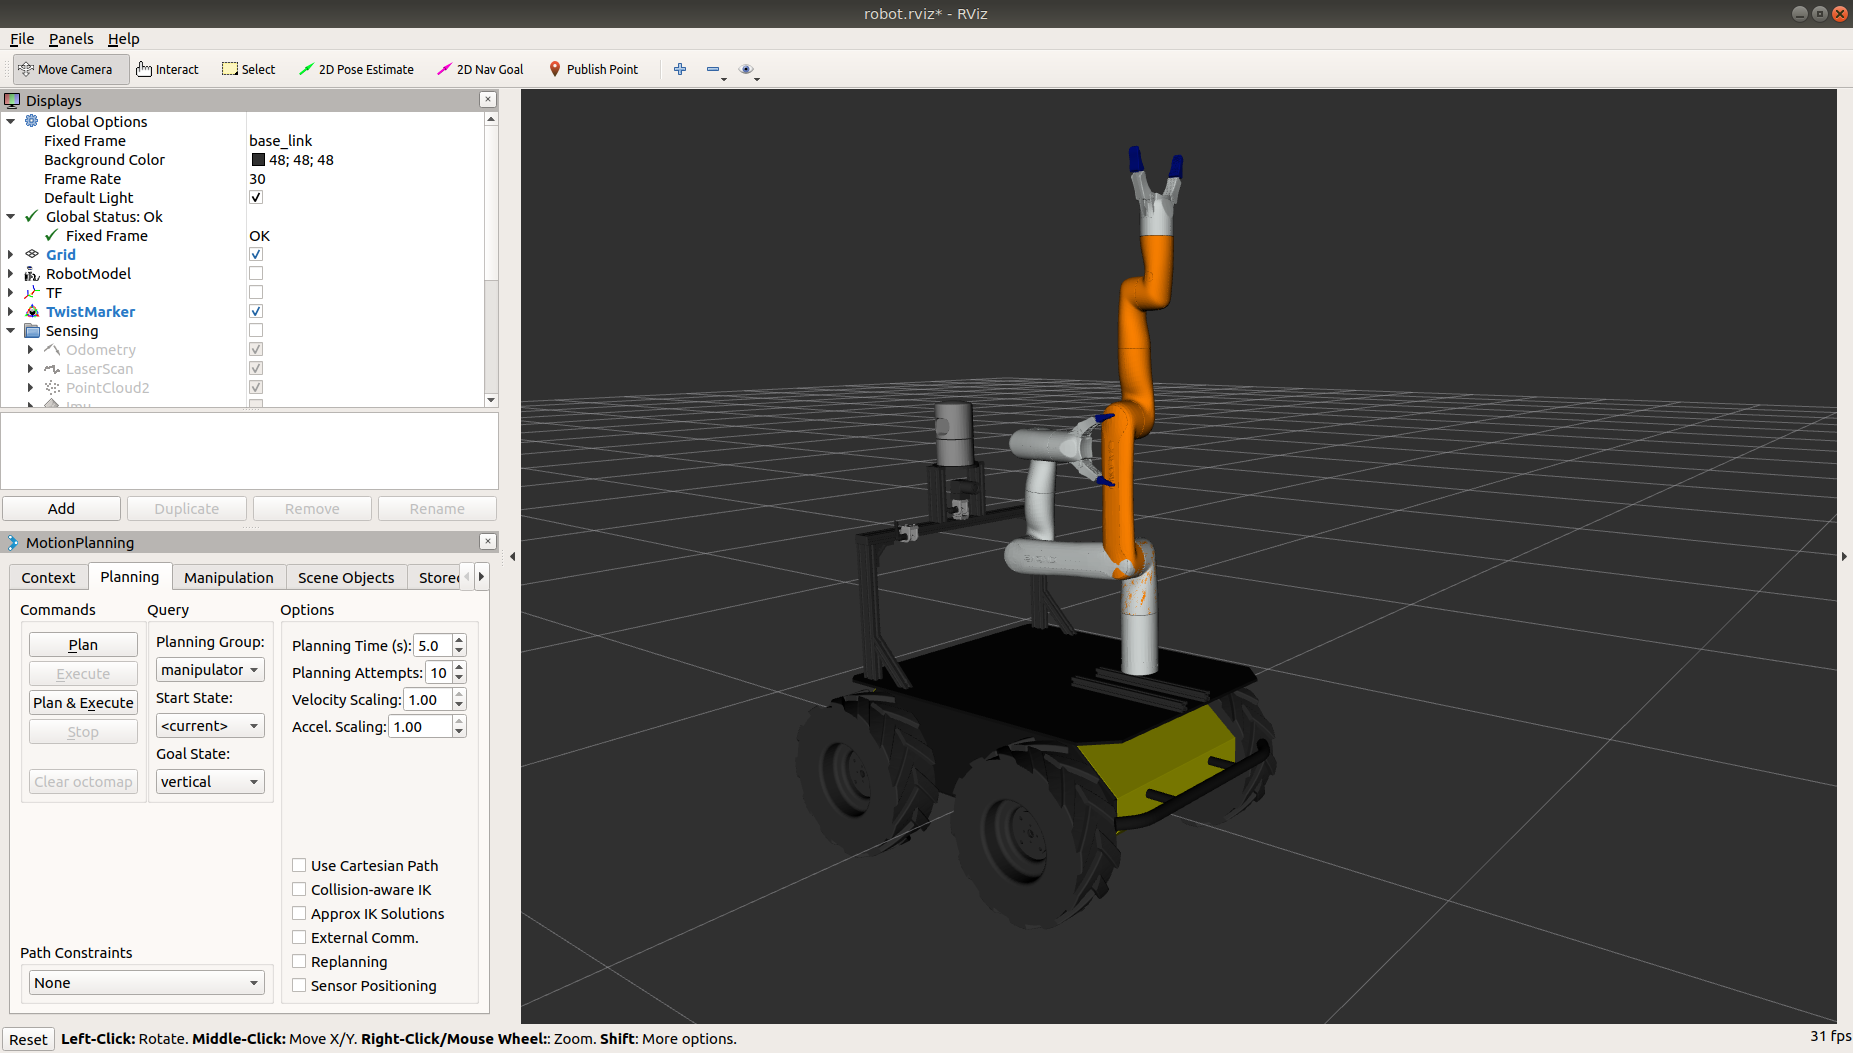 robot.rviz* - RViz
File Panels Help
Move Camera Interact Select 2D Pose Estimate 2D Nav Goal Publish Point
Displays
Global Options
Fixed Frame base_link
Background Color 48; 48; 48
Frame Rate 30
Default Light
Global Status: Ok
Fixed Frame OK
Grid
RobotModel
TF
TwistMarker
Sensing
Odometry
LaserScan
PointCloud2
Imu
Add Duplicate Remove Rename
MotionPlanning
Context Planning Manipulation Scene Objects Store
Commands Query Options
Plan
Execute
Plan & Execute
Stop
Clear octomap
Planning Group:
manipulator
Start State:
<current>
Goal State:
vertical
Planning Time (s): 5.0
Planning Attempts: 10
Velocity Scaling: 1.00
Accel. Scaling: 1.00
Use Cartesian Path
Collision-aware IK
Approx IK Solutions
External Comm.
Replanning
Sensor Positioning
Path Constraints
None
Reset Left-Click: Rotate. Middle-Click: Move X/Y. Right-Click/Mouse Wheel:: Zoom. Shift: More options. 31 fps